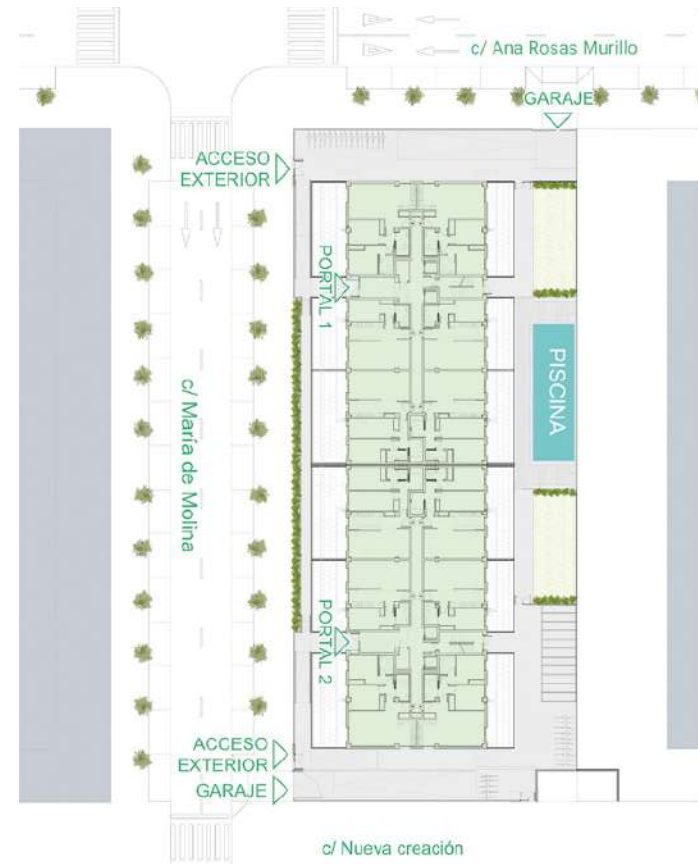 c/ Ana Rosas Murillo
GARAJE
ACCESO
EXTERIOR
PORTAL 1
PISCINA
c/ María de Molina
PORTAL 2
ACCESO
EXTERIOR
GARAJE
c/ Nueva creación